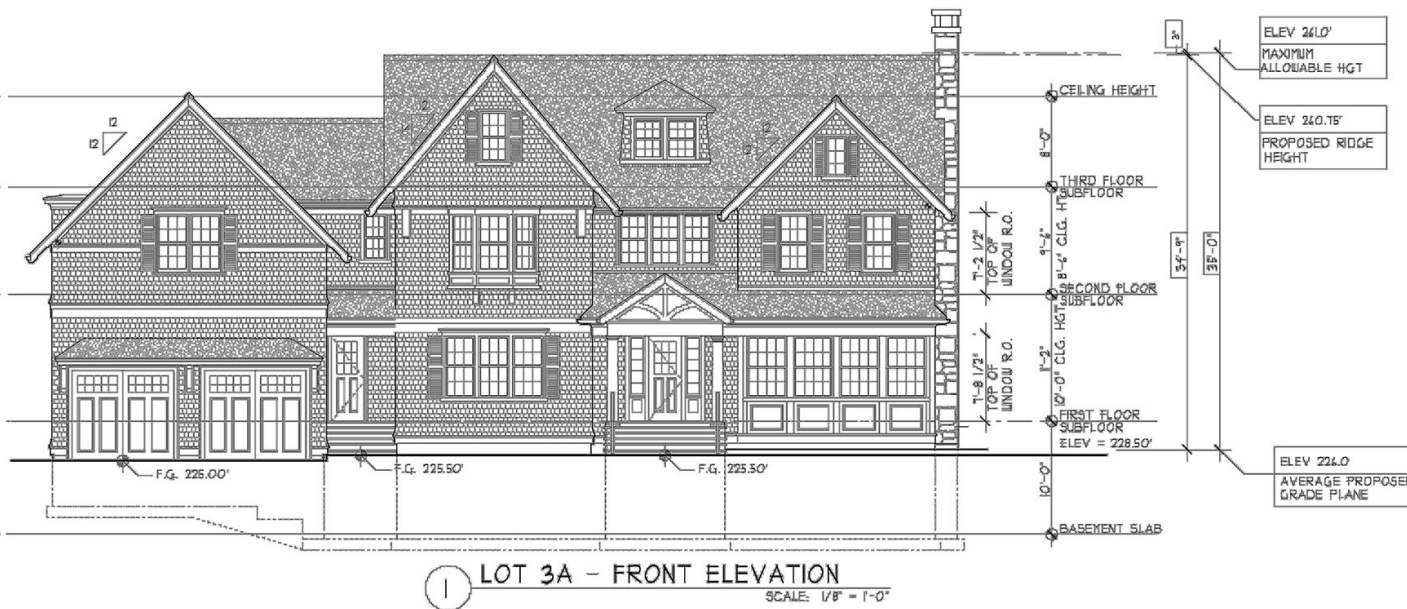 3"
ELEV 261.0'
MAXIMUM
ALLOWABLE HGT
CEILING HEIGHT
ELEV 260.75'
PROPOSED RIDGE
HEIGHT
12
12
12
12
8'-0"
THIRD FLOOR
SUBFLOOR
7'-2 1/2"
TOP OF
WINDOW R.O.
9'-6"
8'-6" CLG. HGT
34'-9"
35'-0"
SECOND FLOOR
SUBFLOOR
7'-8 1/2"
TOP OF
WINDOW R.O.
11'-2"
10'-0" CLG. HGT
FIRST FLOOR
SUBFLOOR
ELEV = 228.50'
F.G. 225.00'
F.G. 225.50'
F.G. 225.50'
ELEV 226.0
AVERAGE PROPOSED
GRADE PLANE
10'-0"
BASEMENT SLAB
1
LOT 3A - FRONT ELEVATION
SCALE: 1/8" = 1'-0"